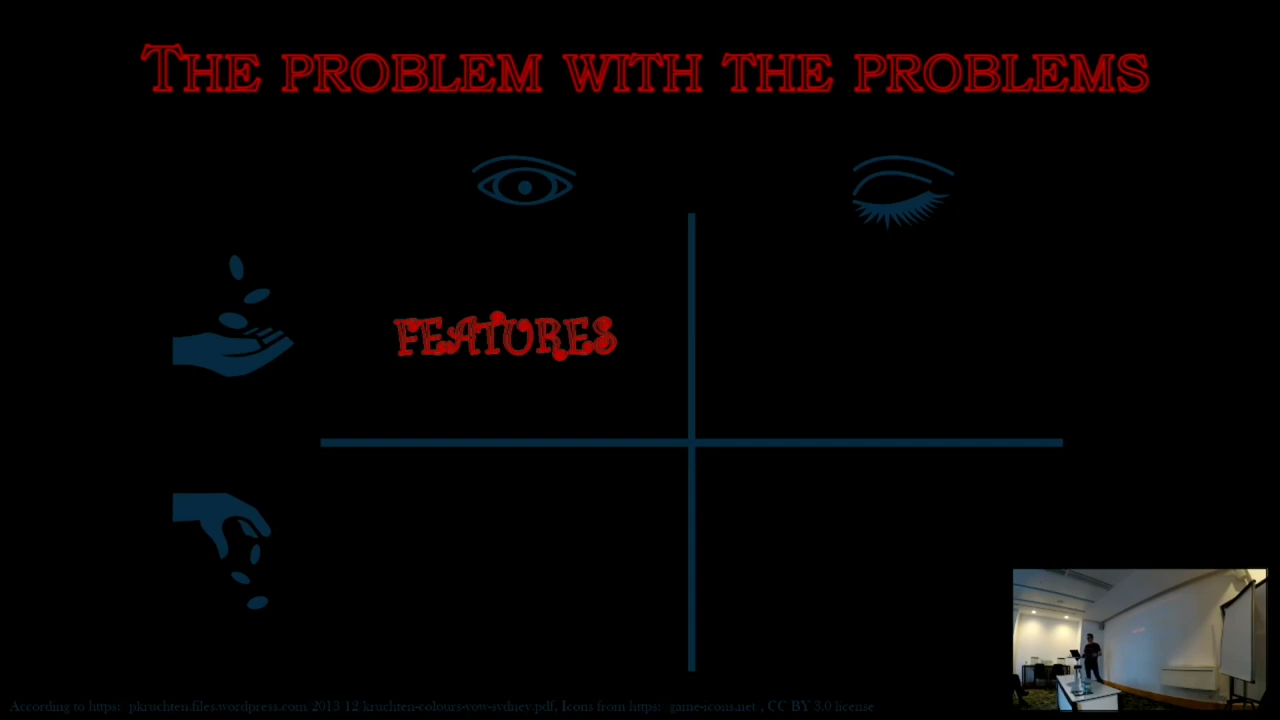 THE PROBLEM WITH THE PROBLEMS
FEATURES
According to https: pkruchten.files.wordpress.com 2013 12 kruchten-colours-vow-sydney.pdf, Icons from https: game-icons.net , CC BY 3.0 license